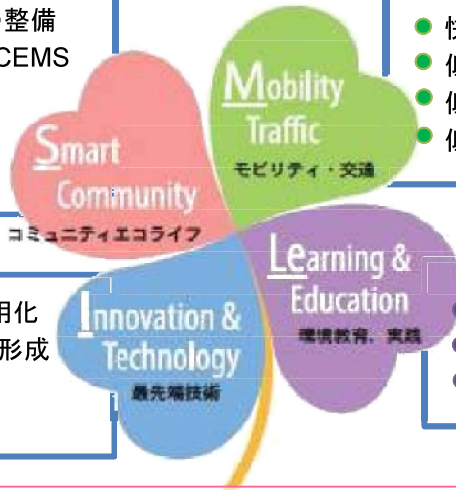 整備
CEMS
Smart
Community
コミュニティエコライフ
Mobility
Traffic
モビリティ・交通
Learning &
Education
環境教育、実践
Innovation &
Technology
最先端技術
用化
形成